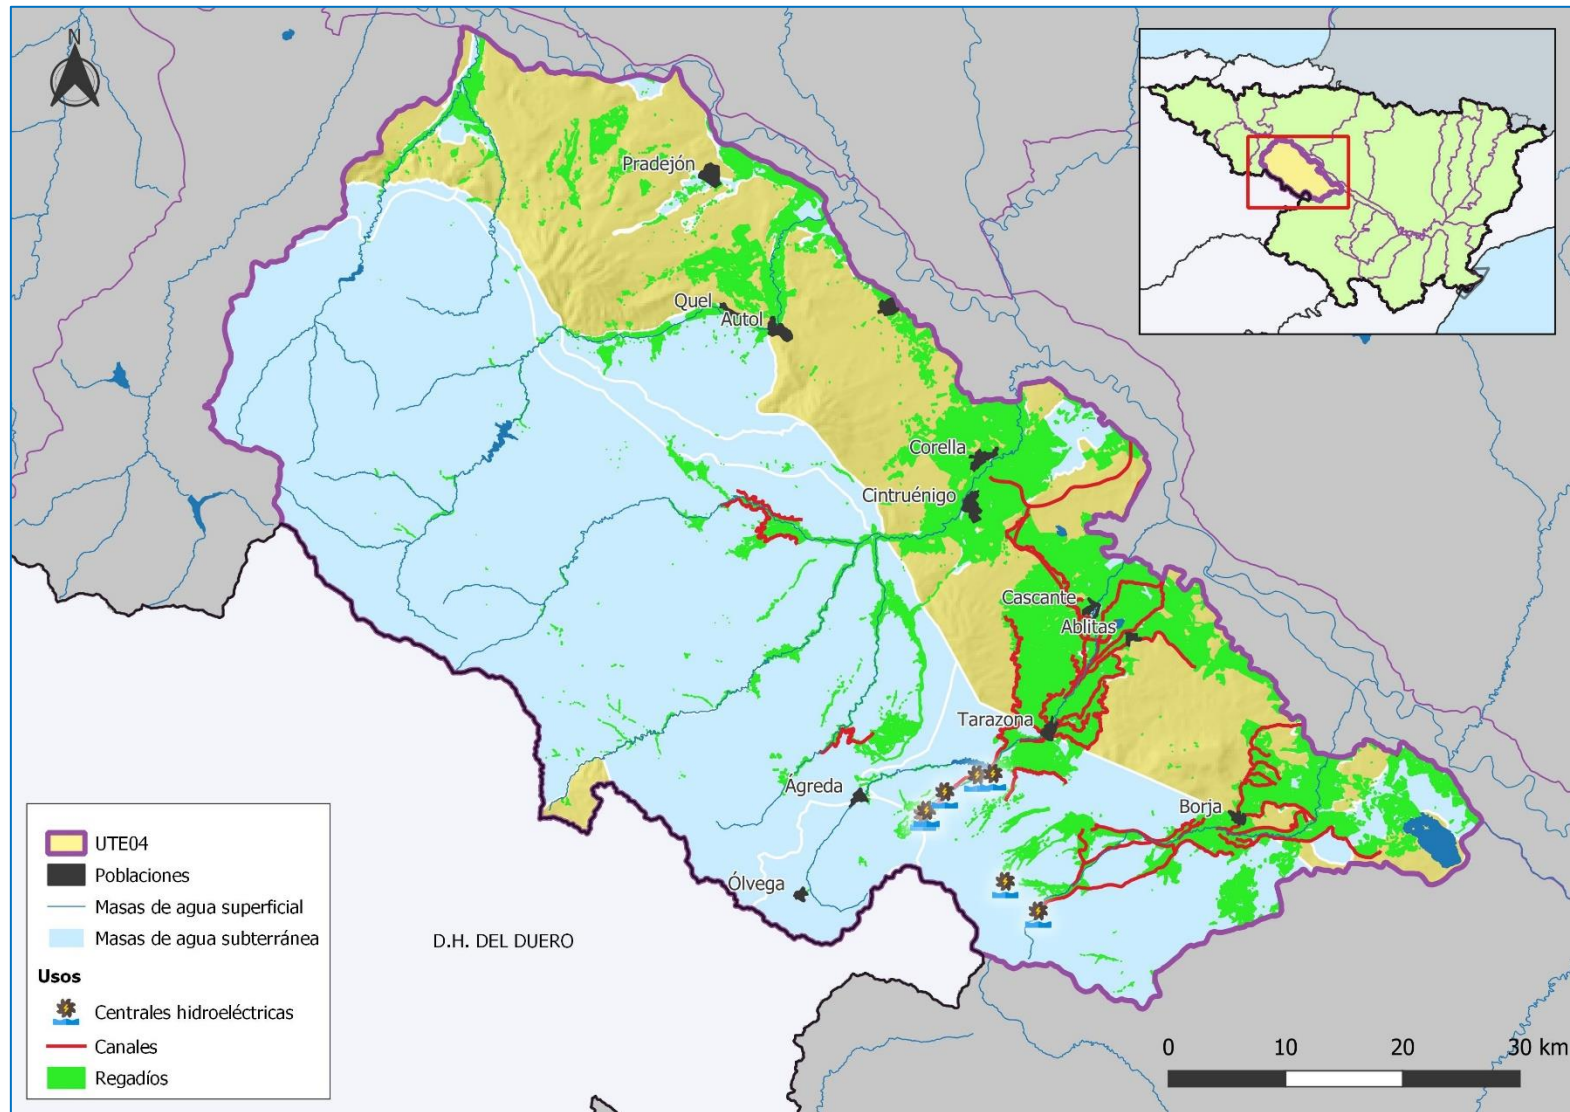 N
Pradejón
Quel
Autol
Corella
Cintruénigo
Cascante
Ablitas
Tarazona
Ágreda
Borja
Ólvega
D.H. DEL DUERO
UTE04
Poblaciones
Masas de agua superficial
Masas de agua subterránea
Usos
Centrales hidroeléctricas
Canales
Regadíos
0 10 20 30 km